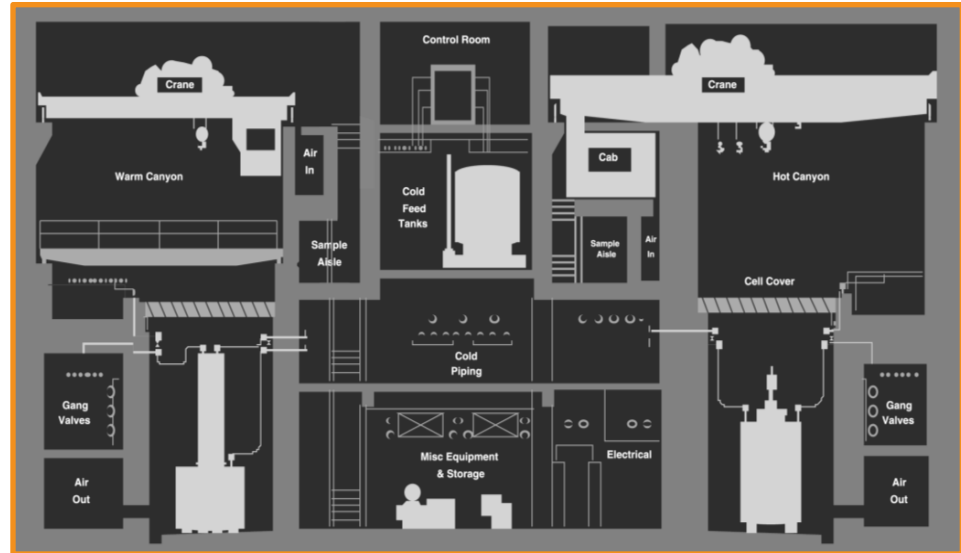 Control Room
Crane
Crane
Air
In
Cab
Warm Canyon
Hot Canyon
Cold
Feed
Tanks
Sample
Aisle
Sample
Aisle
Air
In
Cell Cover
Cold
Piping
Gang
Valves
Gang
Valves
Misc Equipment
& Storage
Electrical
Air
Out
Air
Out